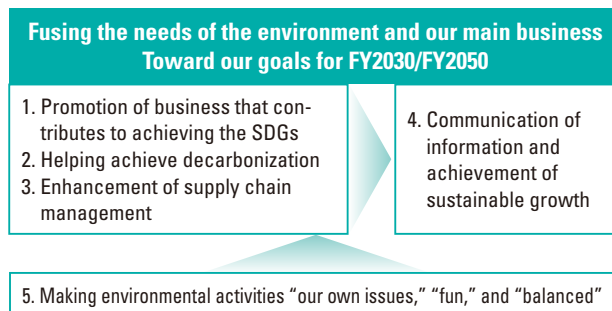 Fusing the needs of the environment and our main business
Toward our goals for FY2030/FY2050
1. Promotion of business that con-
tributes to achieving the SDGs
2. Helping achieve decarbonization
3. Enhancement of supply chain
management
4. Communication of
information and
achievement of
sustainable growth
5. Making environmental activities “our own issues,” “fun,” and “balanced”